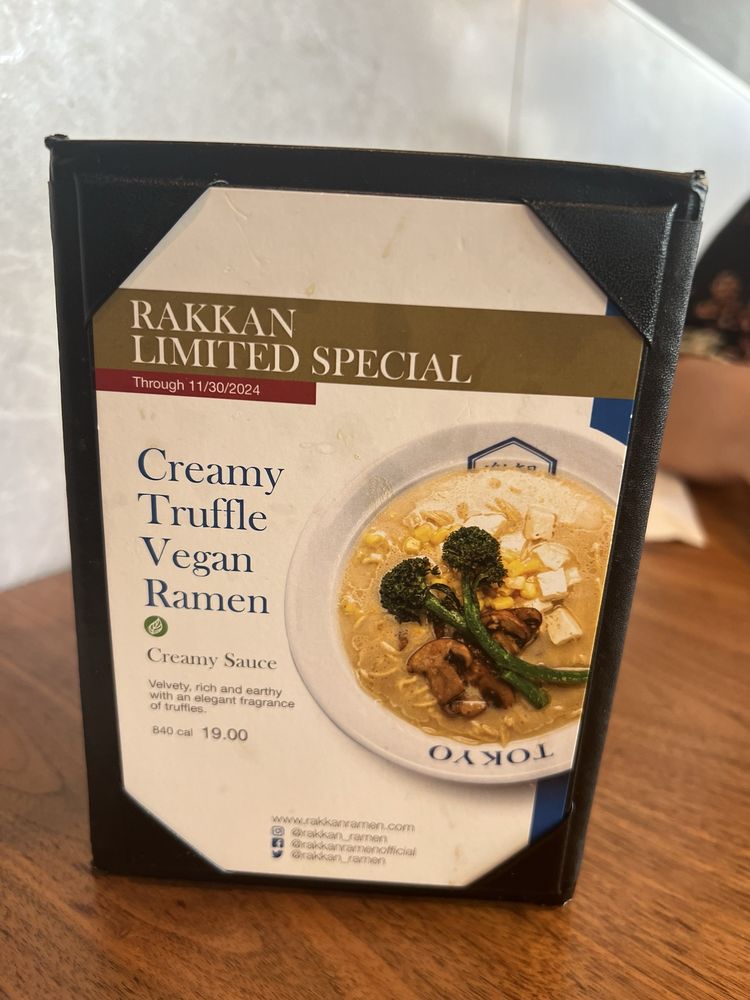 RAKKAN
LIMITED SPECIAL
Through 11/30/2024
Creamy
Truffle
Vegan
Ramen
Creamy Sauce
Velvety, rich and earthy
with an elegant fragrance
of truffles.
840 cal 19.00
TOKYO
www.rakkanramen.com
@rakkan_ramen
@rakkanramenofficial
@rakkan_ramen